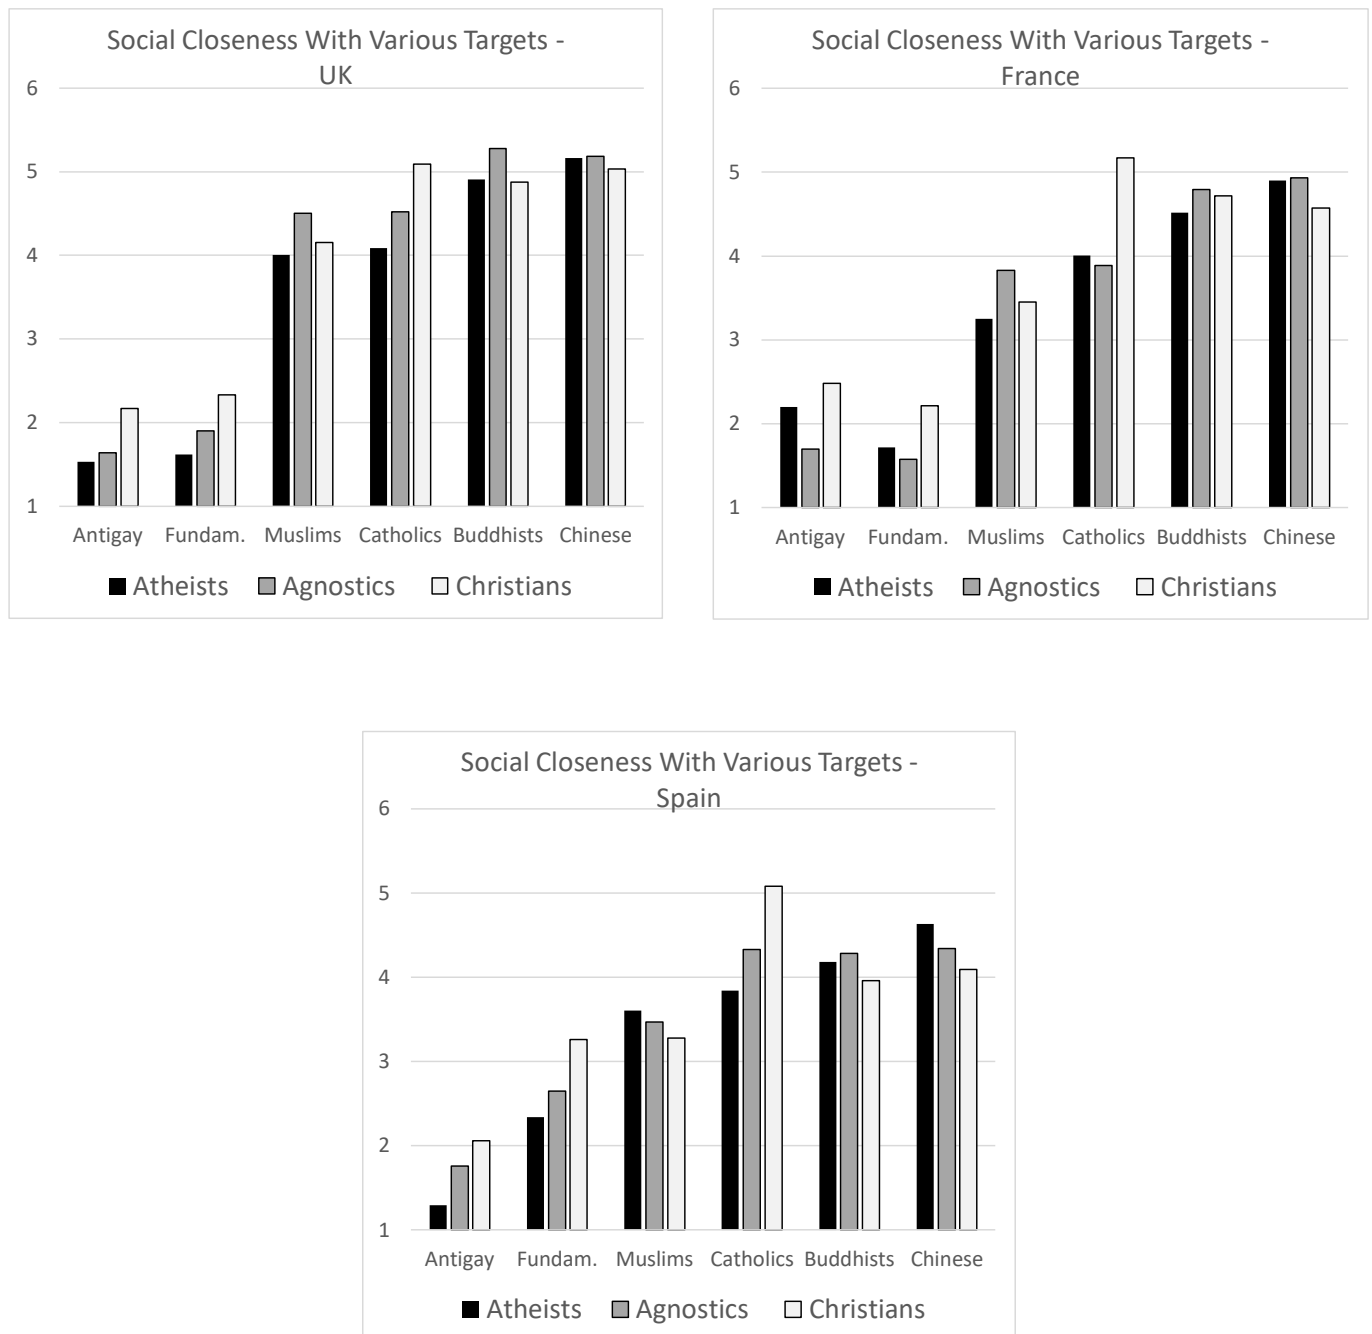 Social Closeness With Various Targets -
UK
6
5
4
3
2
1
Antigay Fundam. Muslims Catholics Buddhists Chinese
Atheists Agnostics Christians
Social Closeness With Various Targets -
France
6
5
4
3
2
1
Antigay Fundam. Muslims Catholics Buddhists Chinese
Atheists Agnostics Christians
Social Closeness With Various Targets -
Spain
6
5
4
3
2
1
Antigay Fundam. Muslims Catholics Buddhists Chinese
Atheists Agnostics Christians